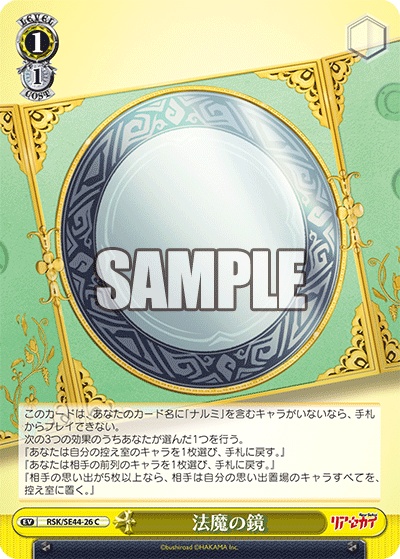 LEVEL
1
1
COST
SAMPLE
このカードは、あなたのカード名に「ナルミ」を含むキャラがいないなら、手札
からプレイできない。
次の3つの効果のうちあなたが選んだ1つを行う。
『あなたは自分の控え室のキャラを1枚選び、手札に戻す。』
『あなたは相手の前列のキャラを1枚選び、手札に戻す。』
『相手の思い出が5枚以上なら、相手は自分の思い出置場のキャラすべてを、
控え室に置く。』
EV RSK/SE44-26 C 法魔の鏡 リアセカイ
©bushiroad ©HAKAMA Inc.